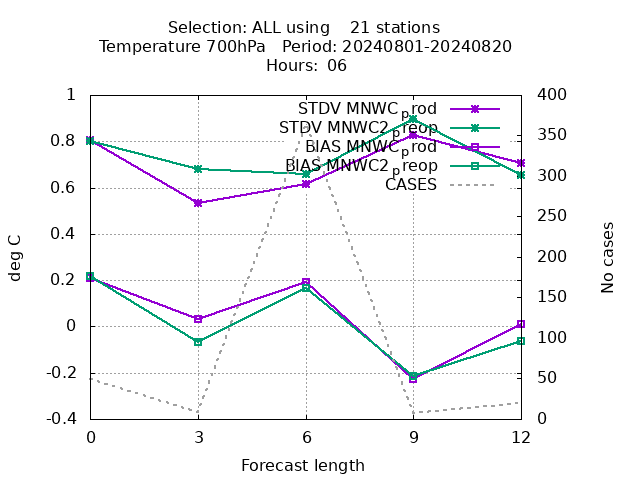 Selection: ALL using    21 stations
Temperature 700hPa   Period: 20240801-20240820
Hours: 06
1
0.8
0.6
0.4
0.2
0
-0.2
-0.4
deg C
STDV MNWC_prod
STDV MNWC2_preop
BIAS MNWC_prod
BIAS MNWC2_preop
CASES
400
350
300
250
200
150
100
50
0
No cases
0 3 6 9 12
Forecast length